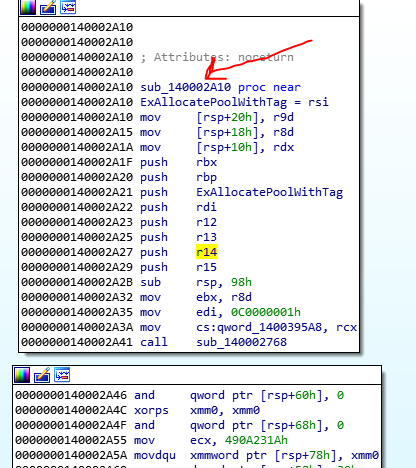 0000000140002A10
0000000140002A10
0000000140002A10 ; Attributes: noreturn
0000000140002A10
0000000140002A10 sub_140002A10 proc near
0000000140002A10 ExAllocatePoolWithTag = rsi
0000000140002A10 mov [rsp+20h], r9d
0000000140002A15 mov [rsp+18h], r8d
0000000140002A1A mov [rsp+10h], rdx
0000000140002A1F push rbx
0000000140002A20 push rbp
0000000140002A21 push ExAllocatePoolWithTag
0000000140002A22 push rdi
0000000140002A23 push r12
0000000140002A25 push r13
0000000140002A27 push r14
0000000140002A29 push r15
0000000140002A2B sub rsp, 98h
0000000140002A32 mov ebx, r8d
0000000140002A35 mov edi, 0C0000001h
0000000140002A3A mov cs:qword_1400395A8, rcx
0000000140002A41 call sub_140002768
0000000140002A46 and qword ptr [rsp+60h], 0
0000000140002A4C xorps xmm0, xmm0
0000000140002A4F and qword ptr [rsp+68h], 0
0000000140002A55 mov ecx, 490A231Ah
0000000140002A5A movdqu xmmword ptr [rsp+78h], xmm0